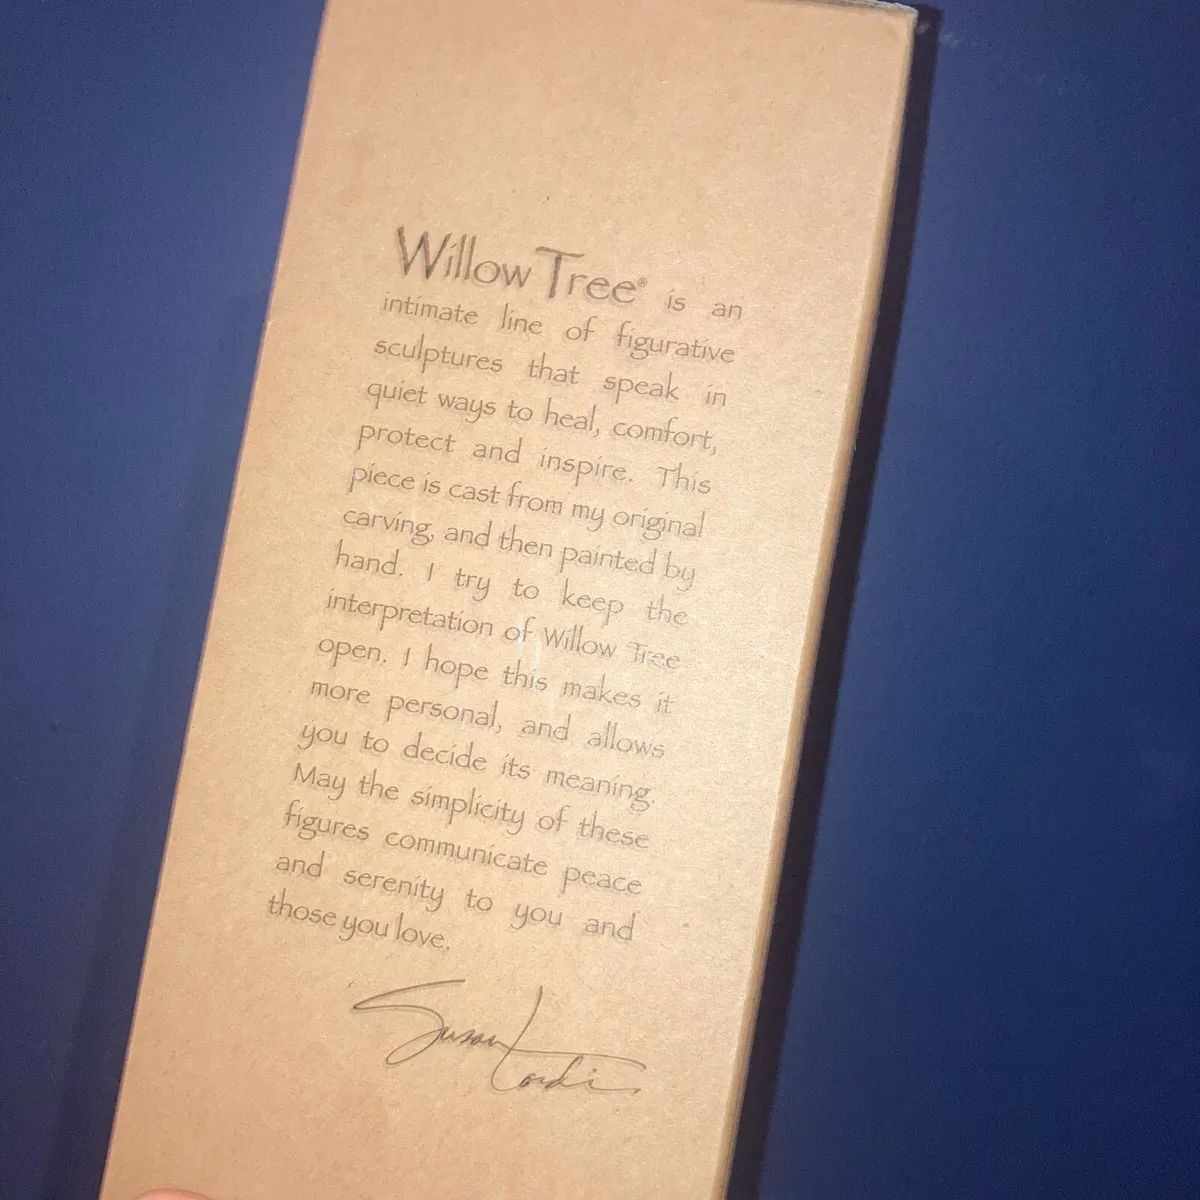 Willow Tree® is an
intimate line of figurative
sculptures that speak in
quiet ways to heal, comfort,
protect and inspire. This
piece is cast from my original
carving, and then painted by
hand. I try to keep the
interpretation of Willow Tree
open. I hope this makes it
more personal, and allows
you to decide its meaning.
May the simplicity of these
figures communicate peace
and serenity to you and
those you love.
Susan Lordi